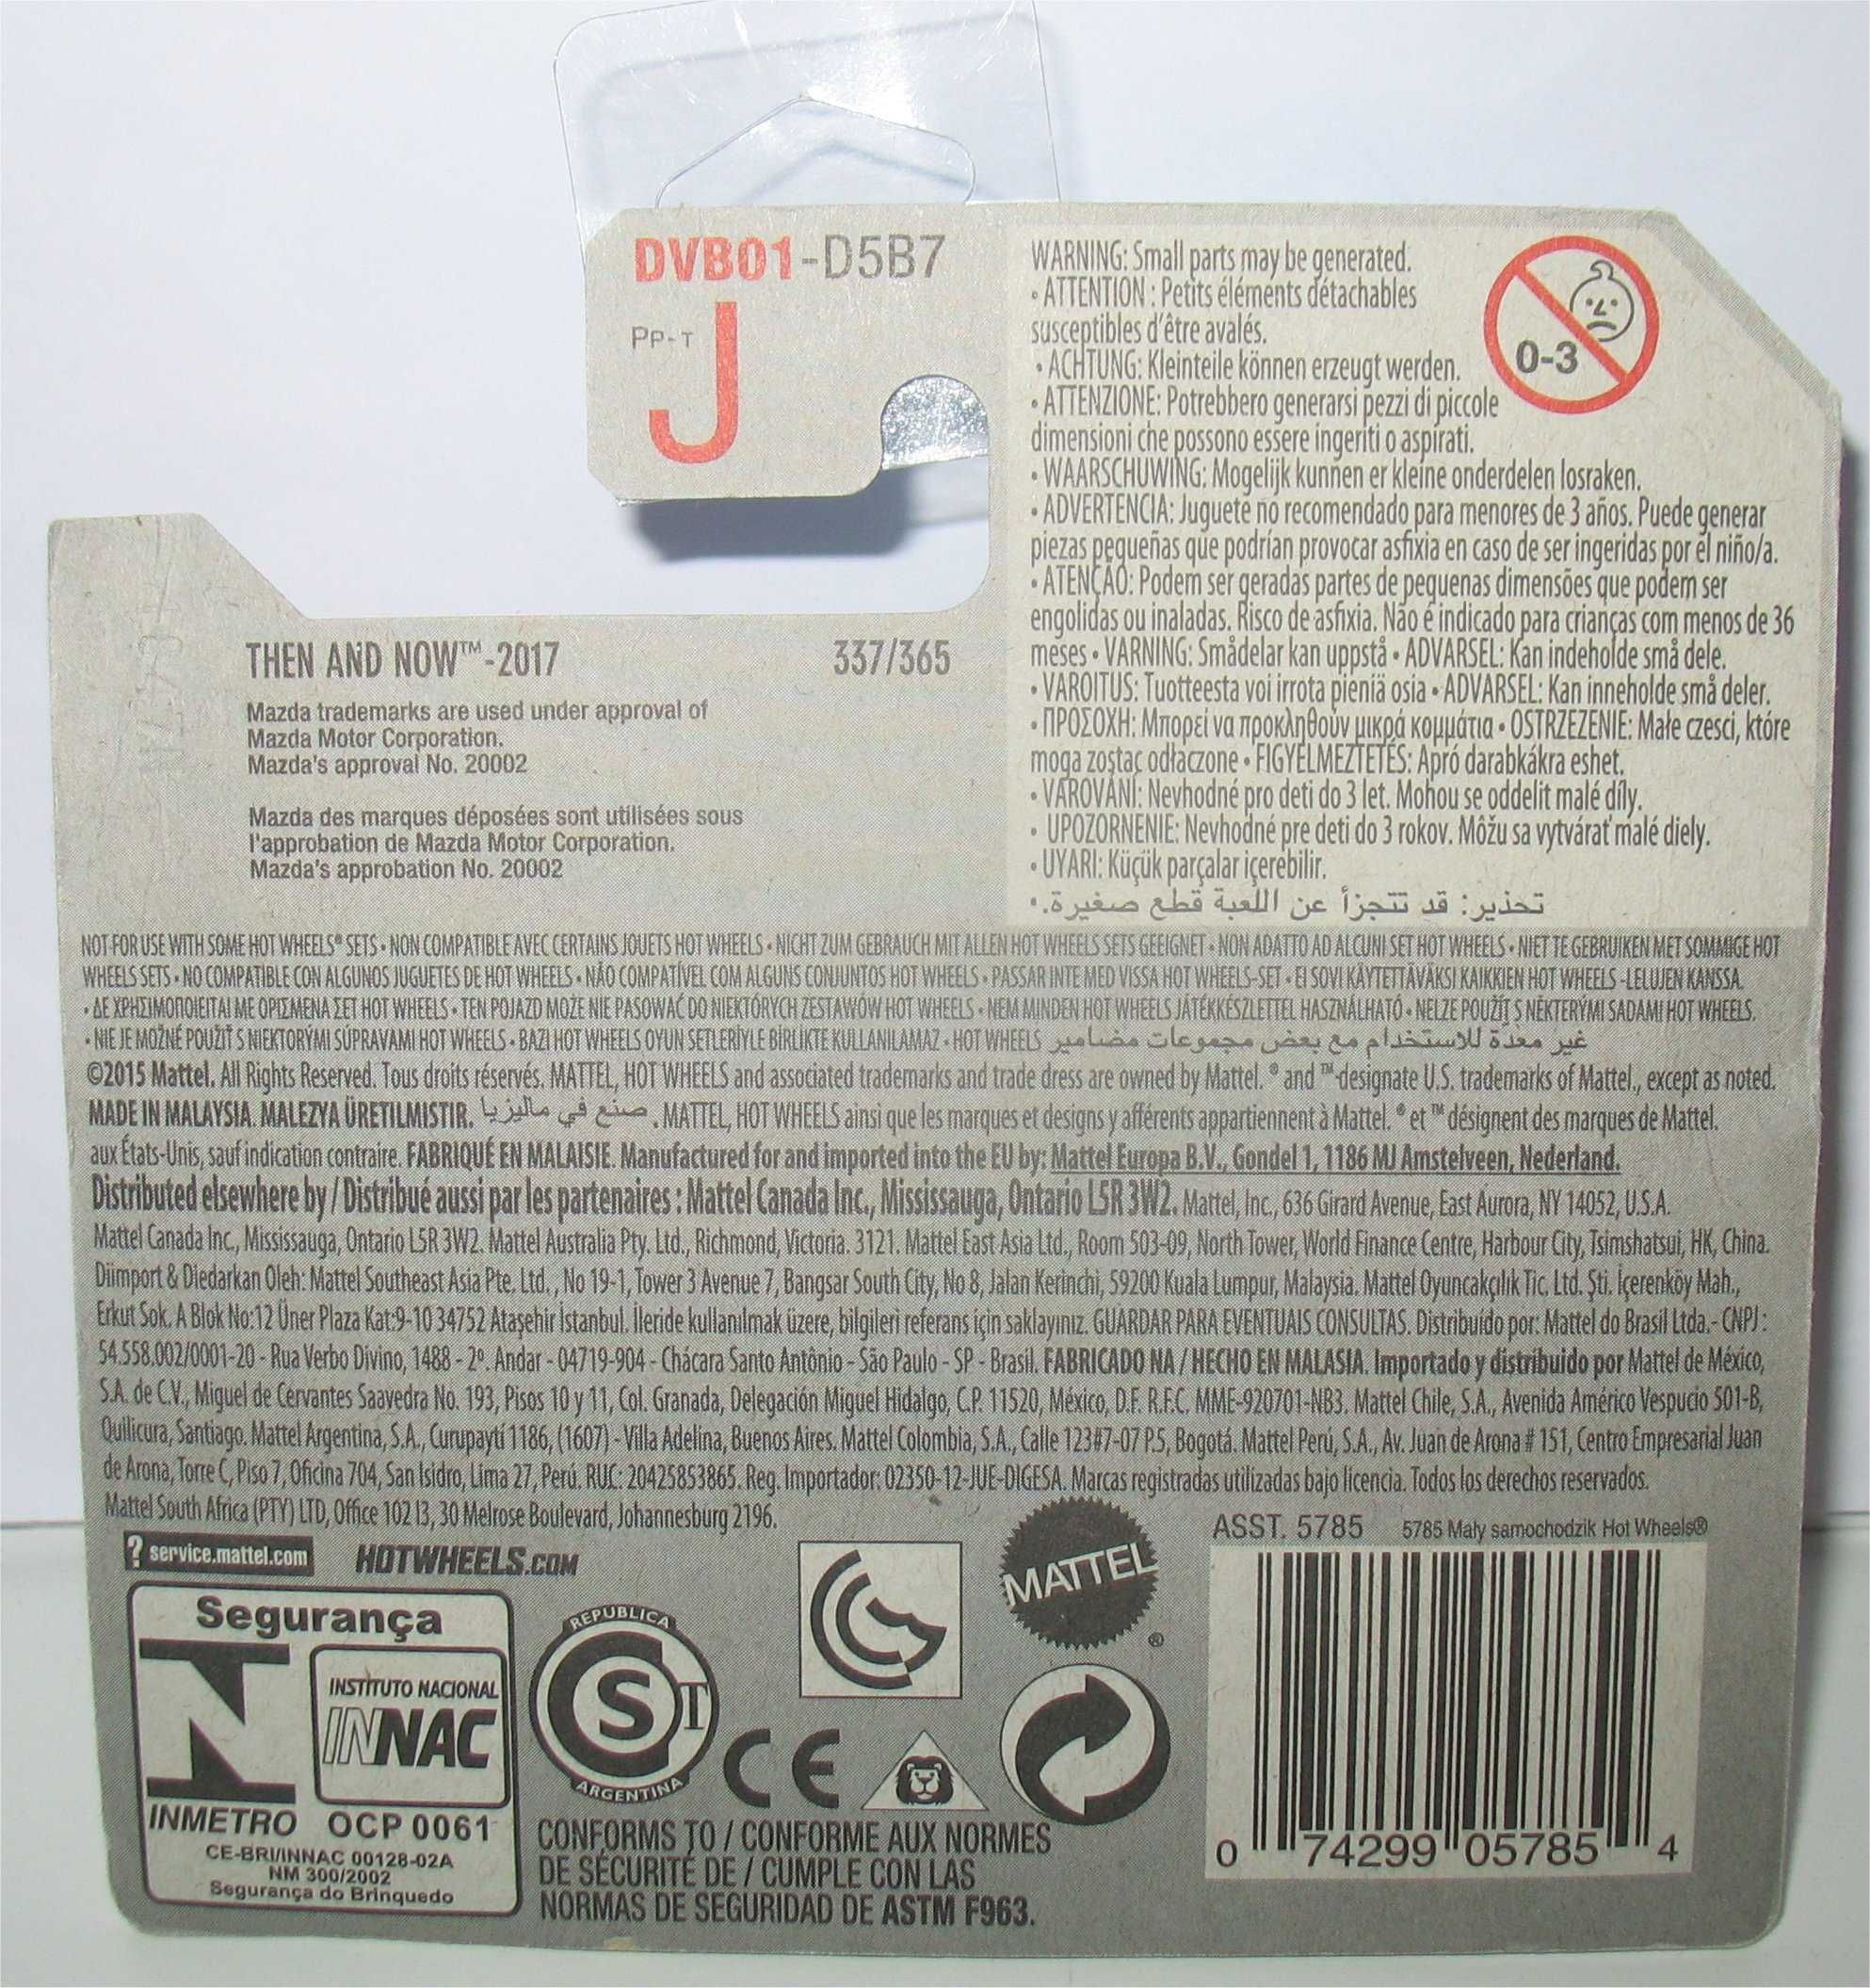 DVB01-D5B7
PP-T
J
WARNING: Small parts may be generated.
• ATTENTION : Petits éléments détachables
susceptibles d'être avalés.
• ACHTUNG: Kleinteile können erzeugt werden.
• ATTENZIONE: Potrebbero generarsi pezzi di piccole
dimensioni che possono essere ingeriti o aspirati.
0-3
• WAARSCHUWING: Mogelijk kunnen er kleine onderdelen losraken.
• ADVERTENCIA: Juguete no recomendado para menores de 3 años. Puede generar
piezas pequeñas que podrían provocar asfixia en caso de ser ingeridas por el niño/a.
• ATENÇÃO: Podem ser geradas partes de pequenas dimensões que podem ser
engolidas ou inaladas. Risco de asfixia. Não é indicado para crianças com menos de 36
meses • VARNING: Smådelar kan uppstå • ADVARSEL: Kan indeholde små dele.
• VAROITUS: Tuotteesta voi irrota pieniä osia • ADVARSEL: Kan inneholde små deler.
• ΠΡΟΣΟΧΗ: Μπορεί να προκληθούν μικρά κομμάτια • OSTRZEZENIE: Małe czesci, które
moga zostac odłaczone • FIGYELMEZTETÉS: Apró darabkákra eshet.
• VAROVÁNÍ: Nevhodné pro deti do 3 let. Mohou se oddelit malé díly.
• UPOZORNENIE: Nevhodné pre deti do 3 rokov. Môžu sa vytvárať malé diely.
• UYARI: Küçük parçalar içerebilir.
تحذير: قد تتجزأ عن اللعبة قطع صغيرة.•
THEN AND NOW™-2017 337/365
Mazda trademarks are used under approval of
Mazda Motor Corporation.
Mazda's approval No. 20002
Mazda des marques déposées sont utilisées sous
l'approbation de Mazda Motor Corporation.
Mazda's approbation No. 20002
NOT FOR USE WITH SOME HOT WHEELS® SETS • NON COMPATIBLE AVEC CERTAINS JOUETS HOT WHEELS • NICHT ZUM GEBRAUCH MIT ALLEN HOT WHEELS SETS GEEIGNET • NON ADATTO AD ALCUNI SET HOT WHEELS • NIET TE GEBRUIKEN MET SOMMIGE HOT
WHEELS SETS • NO COMPATIBLE CON ALGUNOS JUGUETES DE HOT WHEELS • NÃO COMPATÍVEL COM ALGUNS CONJUNTOS HOT WHEELS • PASSAR INTE MED VISSA HOT WHEELS-SET • EI SOVI KÄYTETTÄVÄKSI KAIKKIEN HOT WHEELS -LELUJEN KANSSA.
• ΔΕ ΧΡΗΣΙΜΟΠΟΙΕΙΤΑΙ ΜΕ ΟΡΙΣΜΕΝΑ ΣΕΤ HOT WHEELS • TEN POJAZD MOŻE NIE PASOWAĆ DO NIEKTÓRYCH ZESTAWÓW HOT WHEELS • NEM MINDEN HOT WHEELS JÁTÉKKÉSZLETTEL HASZNÁLHATÓ • NELZE POUŽÍT S NĚKTERÝMI SADAMI HOT WHEELS.
• NIE JE MOŽNÉ POUŽIŤ S NIEKTORÝMI SÚPRAVAMI HOT WHEELS • BAZI HOT WHEELS OYUN SETLERİYLE BİRLİKTE KULLANILAMAZ • HOT WHEELS غير معدّة للاستخدام مع بعض مجموعات مضامير
©2015 Mattel. All Rights Reserved. Tous droits réservés. MATTEL, HOT WHEELS and associated trademarks and trade dress are owned by Mattel. ® and ™ designate U.S. trademarks of Mattel., except as noted.
MADE IN MALAYSIA. MALEZYA ÜRETILMISTIR. صنع في ماليزيا. MATTEL, HOT WHEELS ainsi que les marques et designs y afférents appartiennent à Mattel. ® et ™ désignent des marques de Mattel.
aux États-Unis, sauf indication contraire. FABRIQUÉ EN MALAISIE. Manufactured for and imported into the EU by: Mattel Europa B.V., Gondel 1, 1186 MJ Amstelveen, Nederland.
Distributed elsewhere by / Distribué aussi par les partenaires : Mattel Canada Inc., Mississauga, Ontario L5R 3W2. Mattel, Inc., 636 Girard Avenue, East Aurora, NY 14052, U.S.A.
Mattel Canada Inc., Mississauga, Ontario L5R 3W2. Mattel Australia Pty. Ltd., Richmond, Victoria. 3121. Mattel East Asia Ltd., Room 503-09, North Tower, World Finance Centre, Harbour City, Tsimshatsui, HK, China.
Diimport & Diedarkan Oleh: Mattel Southeast Asia Pte. Ltd. , No 19-1, Tower 3 Avenue 7, Bangsar South City, No 8, Jalan Kerinchi, 59200 Kuala Lumpur, Malaysia. Mattel Oyuncakçılık Tic. Ltd. Şti. İçerenköy Mah.,
Erkut Sok. A Blok No:12 Üner Plaza Kat:9-10 34752 Ataşehir İstanbul. İleride kullanılmak üzere, bilgileri referans için saklayınız. GUARDAR PARA EVENTUAIS CONSULTAS. Distribuído por: Mattel do Brasil Ltda.- CNPJ :
54.558.002/0001-20 - Rua Verbo Divino, 1488 - 2º. Andar - 04719-904 - Chácara Santo Antônio - São Paulo - SP - Brasil. FABRICADO NA / HECHO EN MALASIA. Importado y distribuido por Mattel de México,
S.A. de C.V., Miguel de Cervantes Saavedra No. 193, Pisos 10 y 11, Col. Granada, Delegación Miguel Hidalgo, C.P. 11520, México, D.F. R.F.C. MME-920701-NB3. Mattel Chile, S.A., Avenida Américo Vespucio 501-B,
Quilicura, Santiago. Mattel Argentina, S.A., Curupaytí 1186, (1607) - Villa Adelina, Buenos Aires. Mattel Colombia, S.A., Calle 123#7-07 P.5, Bogotá. Mattel Perú, S.A., Av. Juan de Arona # 151, Centro Empresarial Juan
de Arona, Torre C, Piso 7, Oficina 704, San Isidro, Lima 27, Perú. RUC: 20425853865. Reg. Importador: 02350-12-JUE-DIGESA. Marcas registradas utilizadas bajo licencia. Todos los derechos reservados.
Mattel South Africa (PTY) LTD, Office 102 I3, 30 Melrose Boulevard, Johannesburg 2196.
? service.mattel.com HOTWHEELS.COM
MATTEL ®
ASST. 5785 5785 Maly samochodzik Hot Wheels®
Segurança
INSTITUTO NACIONAL
INNAC
INMETRO OCP 0061
CE-BRI/INNAC 00128-02A
NM 300/2002
Segurança do Brinquedo
REPUBLICA
S T
ARGENTINA
CE
CONFORMS TO / CONFORME AUX NORMES
DE SÉCURITÉ DE / CUMPLE CON LAS
NORMAS DE SEGURIDAD DE ASTM F963.
0 74299 05785 4